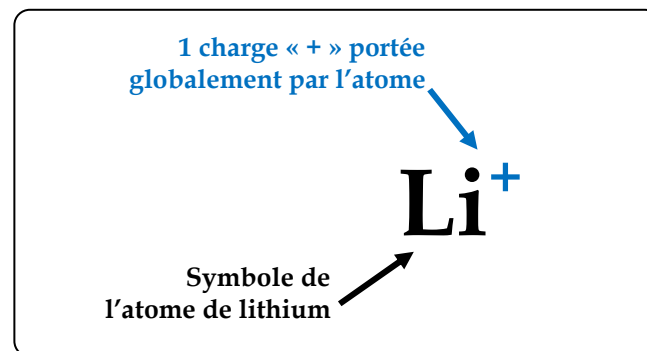 1 charge « + » portée
globalement par l’atome
Li⁺
Symbole de
l’atome de lithium